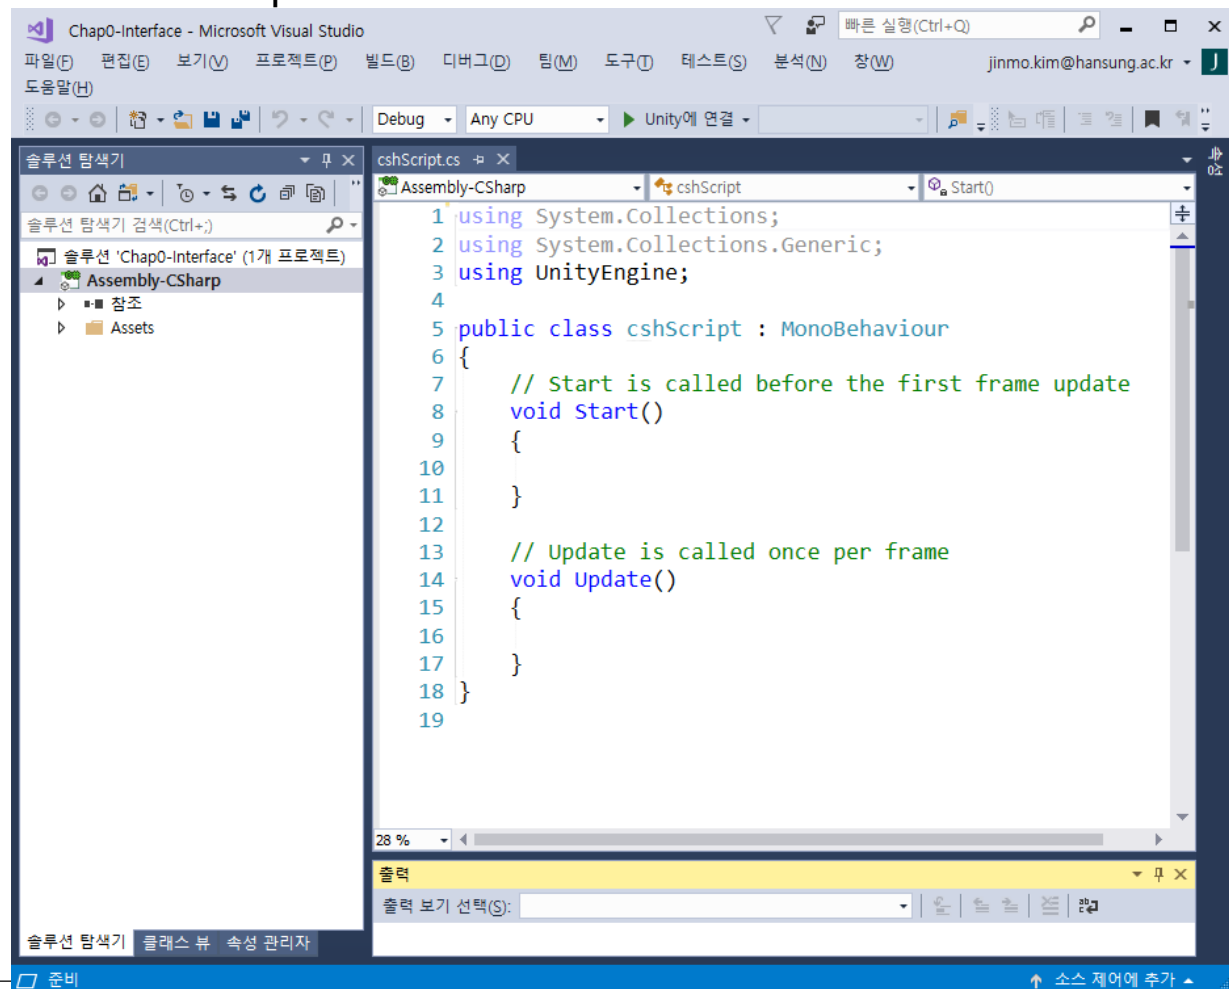 Chap0-Interface - Microsoft Visual Studio
빠른 실행(Ctrl+Q)
파일(F) 편집(E) 보기(V) 프로젝트(P) 빌드(B) 디버그(D) 팀(M) 도구(T) 테스트(S) 분석(N) 창(W)
jinmo.kim@hansung.ac.kr J
도움말(H)
Debug Any CPU Unity에 연결
솔루션 탐색기
솔루션 탐색기 검색(Ctrl+;)
솔루션 'Chap0-Interface' (1개 프로젝트)
Assembly-CSharp
참조
Assets
솔루션 탐색기 클래스 뷰 속성 관리자
cshScript.cs
Assembly-CSharp cshScript Start()
1 using System.Collections;
2 using System.Collections.Generic;
3 using UnityEngine;
4
5 public class cshScript : MonoBehaviour
6 {
7 // Start is called before the first frame update
8 void Start()
9 {
10
11 }
12
13 // Update is called once per frame
14 void Update()
15 {
16
17 }
18 }
19
28 %
출력
출력 보기 선택(S):
속성
준비
소스 제어에 추가